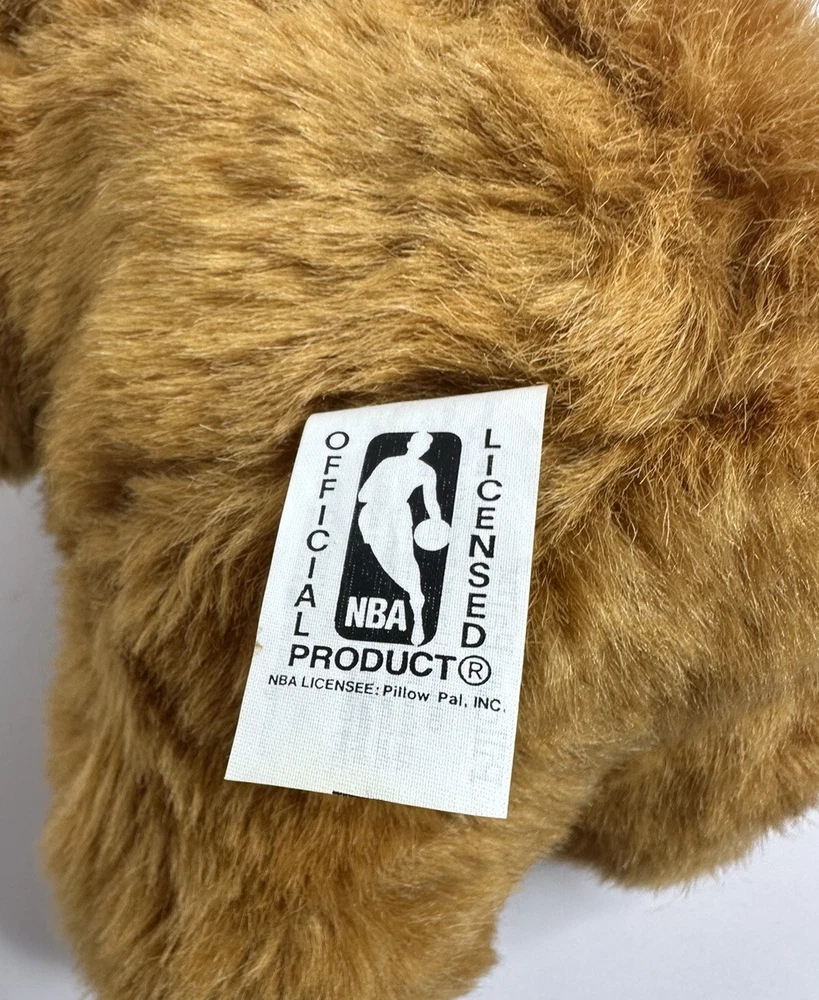 OFFICIAL
LICENSED
NBA
PRODUCT®
NBA LICENSEE: Pillow Pal, INC.